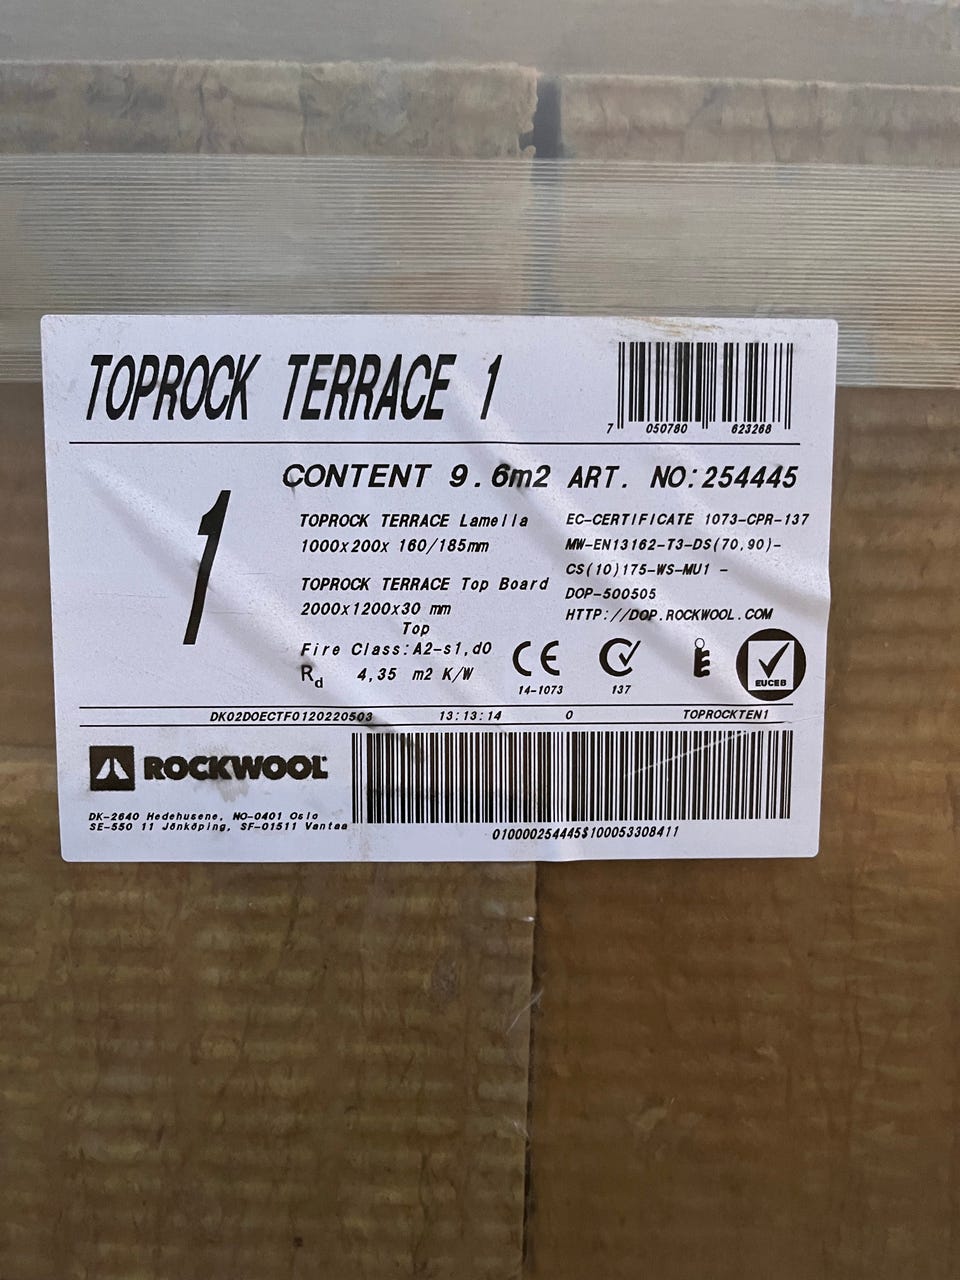 TOPROCK TERRACE 1
7 050780 623268
CONTENT 9.6m2 ART. NO:254445
1
TOPROCK TERRACE Lamella
1000x200x 160/185mm
TOPROCK TERRACE Top Board
2000x1200x30 mm
Top
Fire Class:A2-s1,d0
Rd 4,35 m2 K/W
EC-CERTIFICATE 1073-CPR-137
MW-EN13162-T3-DS(70,90)-
CS(10)175-WS-MU1 -
DOP-500505
HTTP://DOP.ROCKWOOL.COM
CE
14-1073
137
EUCEB
DK02DOECTF0120220503 13:13:14 0 TOPROCKTEN1
ROCKWOOL
DK-2640 Hedehusene, NO-0401 Oslo
SE-550 11 Jönköping, SF-01511 Vantaa
010000254445$100053308411